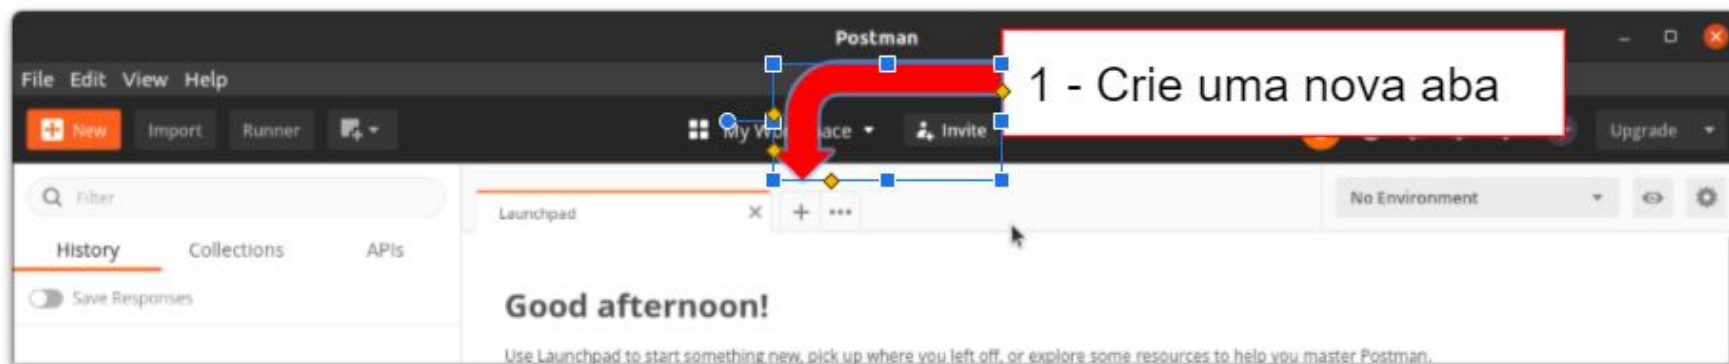 Postman
1 - Crie uma nova aba
File Edit View Help
New Import Runner My Workspace Invite Upgrade
Filter
Launchpad
No Environment
History Collections APIs
Save Responses
Good afternoon!
Use Launchpad to start something new, pick up where you left off, or explore some resources to help you master Postman.